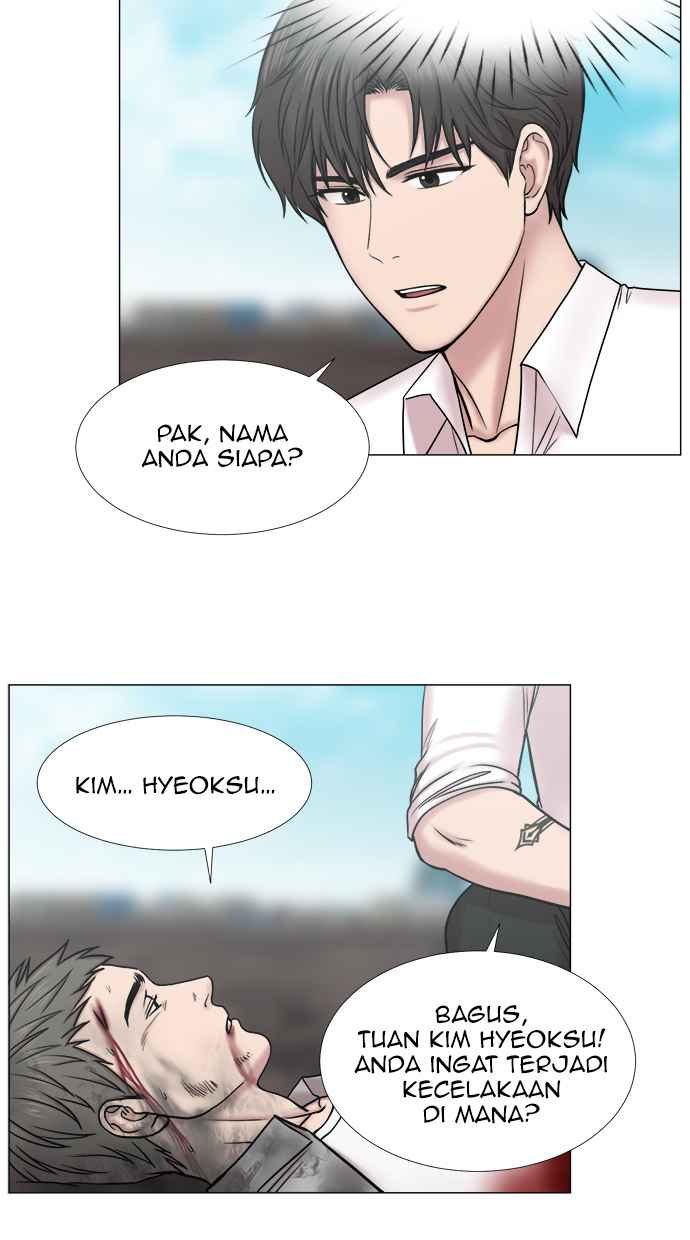 PAK, NAMA
ANDA SIAPA?
KIM... HYEOKSU...
BAGUS,
TUAN KIM HYEOKSU!
ANDA INGAT TERJADI
KECELAKAAN
DI MANA?